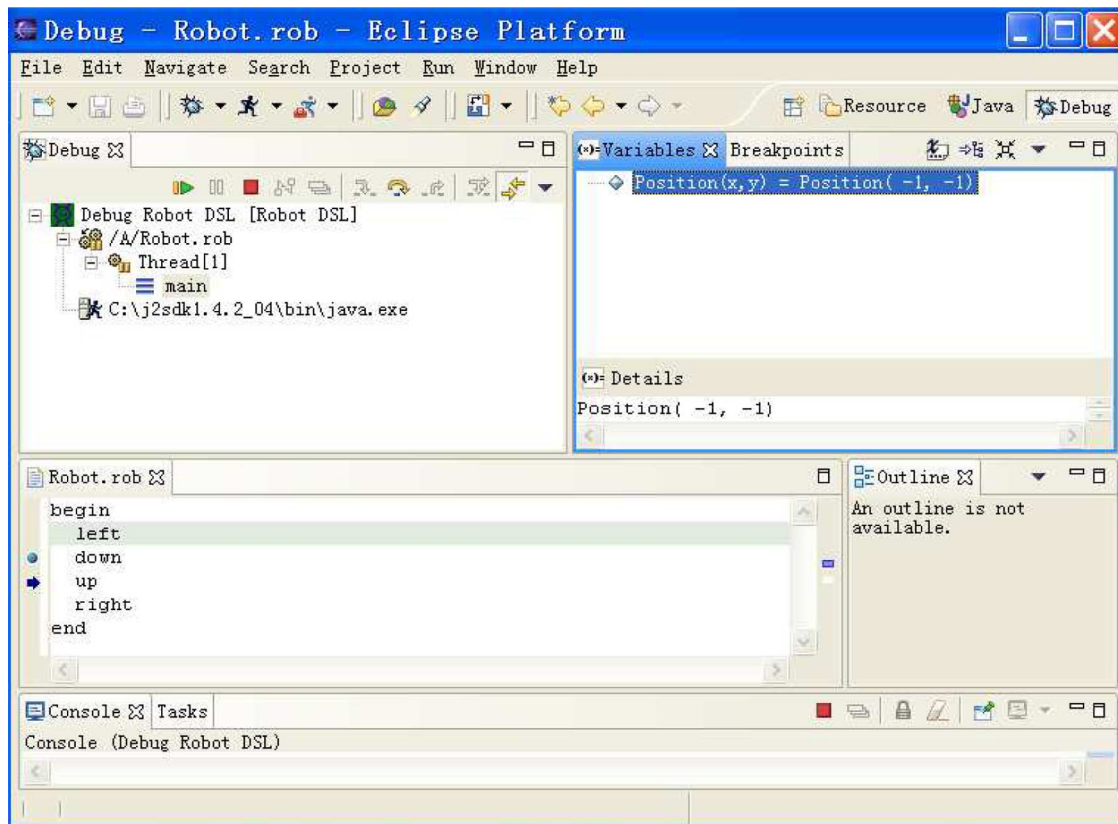 Debug - Robot.rob - Eclipse Platform
File Edit Navigate Search Project Run Window Help
Resource Java Debug
Debug
Variables Breakpoints
Position(x,y) = Position( -1, -1)
Debug Robot DSL [Robot DSL]
/A/Robot.rob
Thread[1]
main
C:\j2sdk1.4.2_04\bin\java.exe
Details
Position( -1, -1)
Robot.rob
begin
left
down
up
right
end
Outline
An outline is not
available.
Console Tasks
Console (Debug Robot DSL)